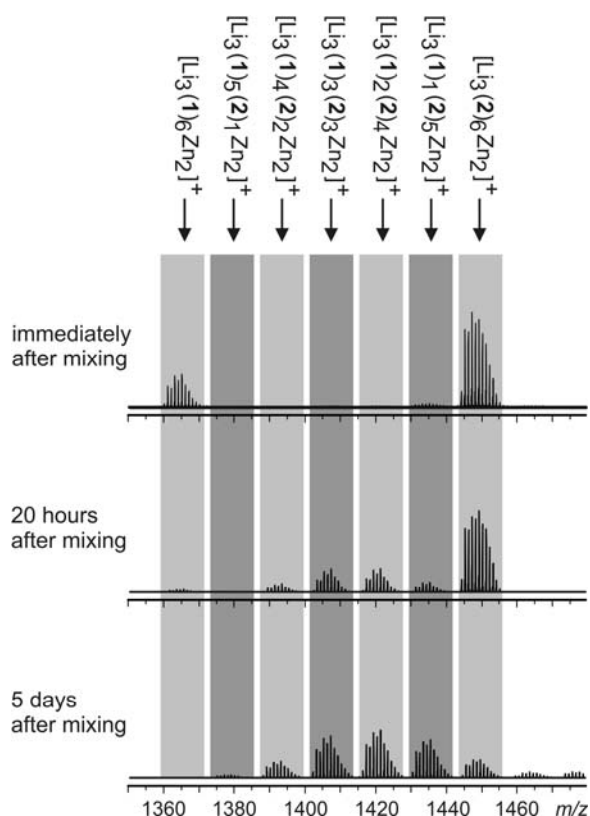 [Li₃(1)₆Zn₂]⁺
[Li₃(1)₅(2)₁Zn₂]⁺
[Li₃(1)₄(2)₂Zn₂]⁺
[Li₃(1)₃(2)₃Zn₂]⁺
[Li₃(1)₂(2)₄Zn₂]⁺
[Li₃(1)₁(2)₅Zn₂]⁺
[Li₃(2)₆Zn₂]⁺
immediately
after mixing
20 hours
after mixing
5 days
after mixing
1360 1380 1400 1420 1440 1460 m/z